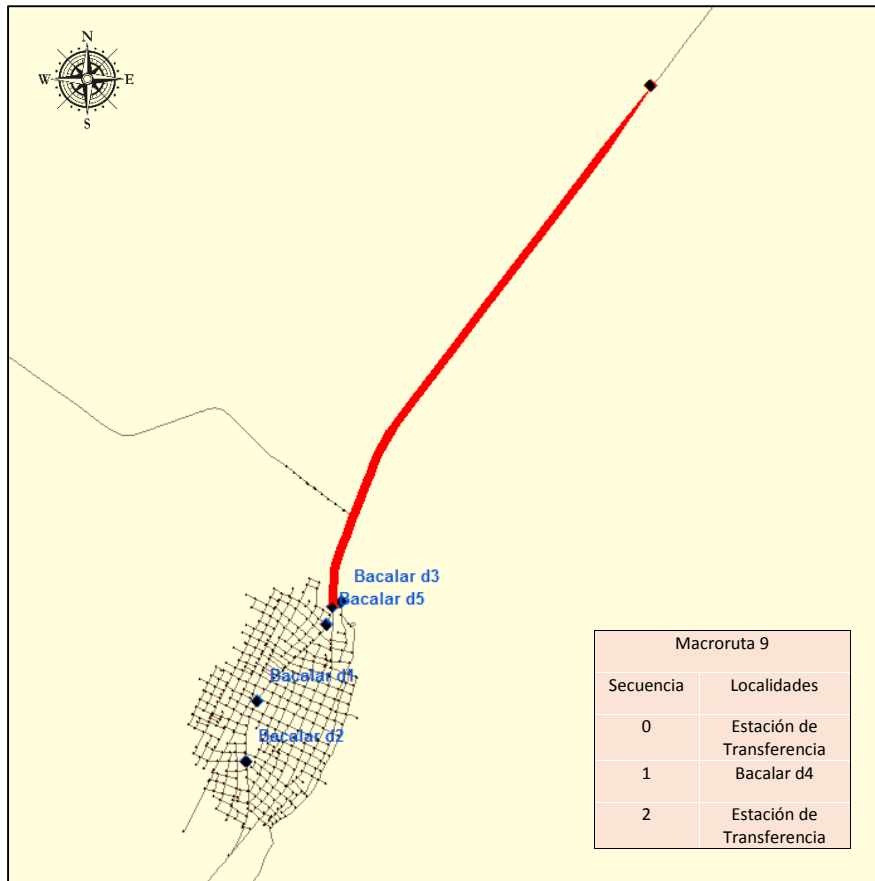 N
W E
S
Bacalar d3
Bacalar d5
Bacalar d1
Bacalar d2
Macroruta 9
Secuencia Localidades
0 Estación de
Transferencia
1 Bacalar d4
2 Estación de
Transferencia